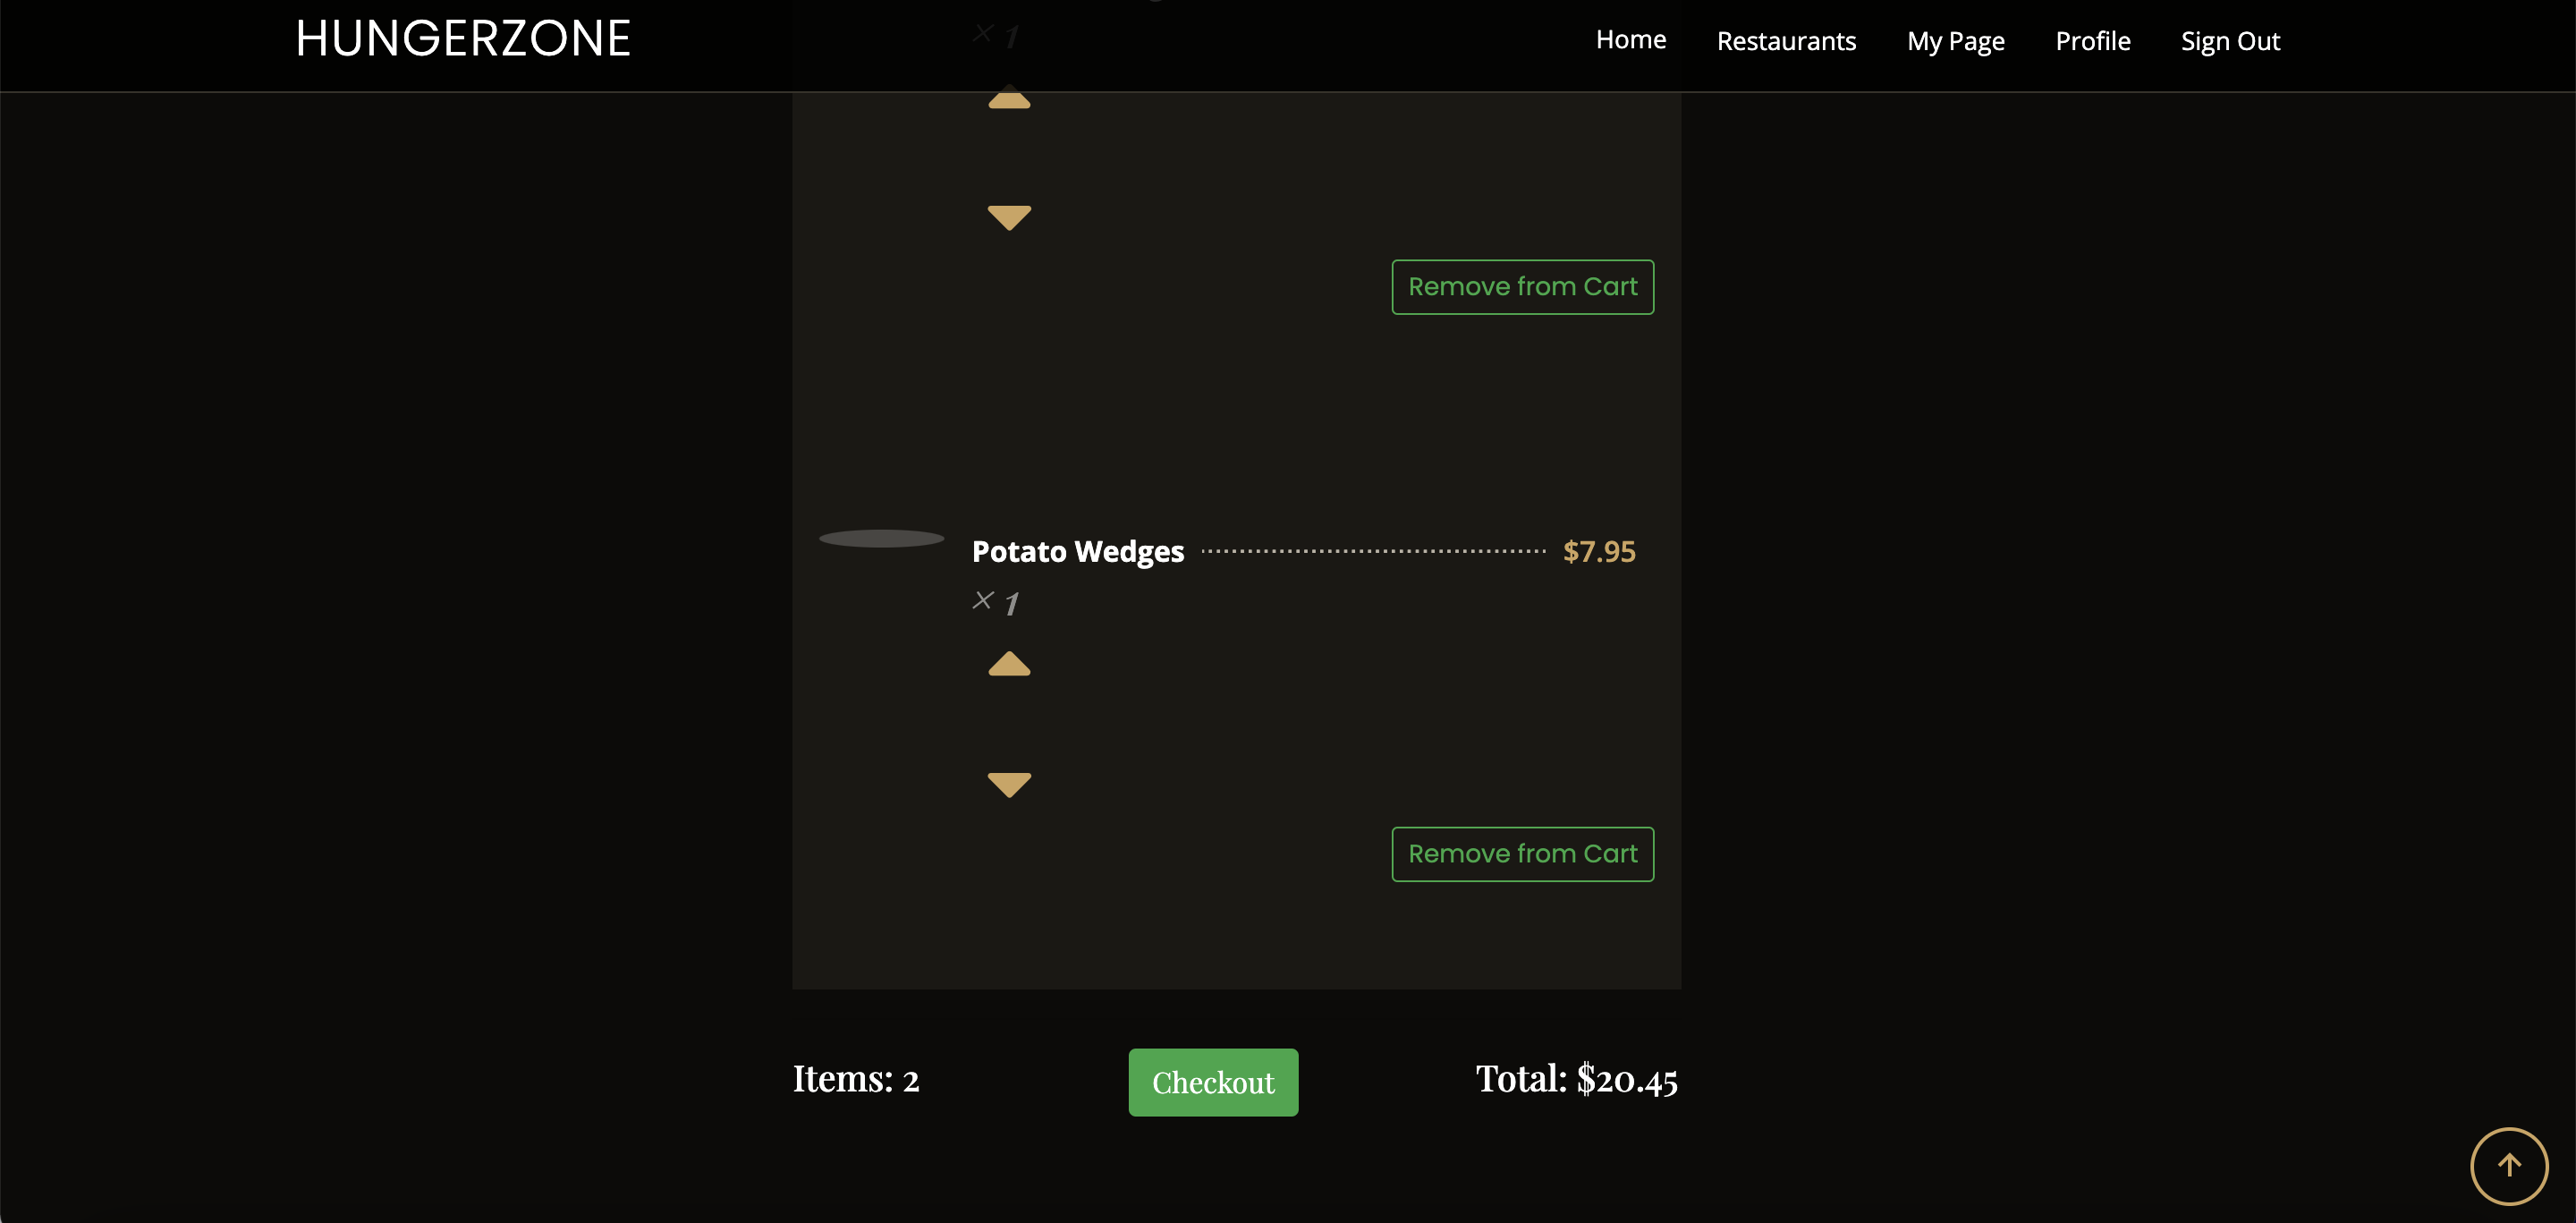 HUNGERZONE
Home Restaurants My Page Profile Sign Out
× 1
Remove from Cart
Potato Wedges $7.95
× 1
Remove from Cart
Items: 2 Checkout Total: $20.45